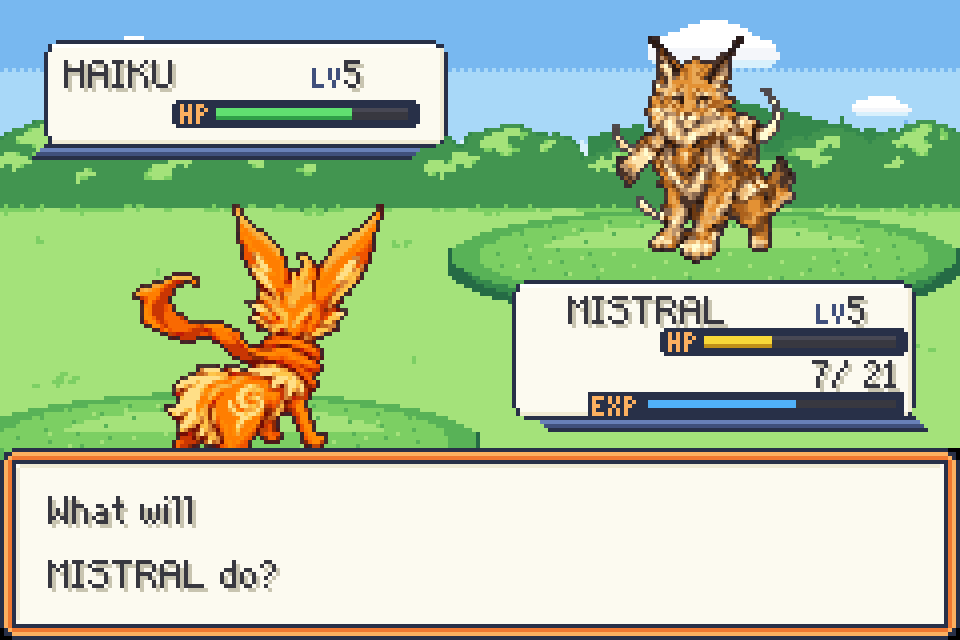 HAIKU Lv5
HP
MISTRAL Lv5
HP
7/ 21
EXP
What will
MISTRAL do?